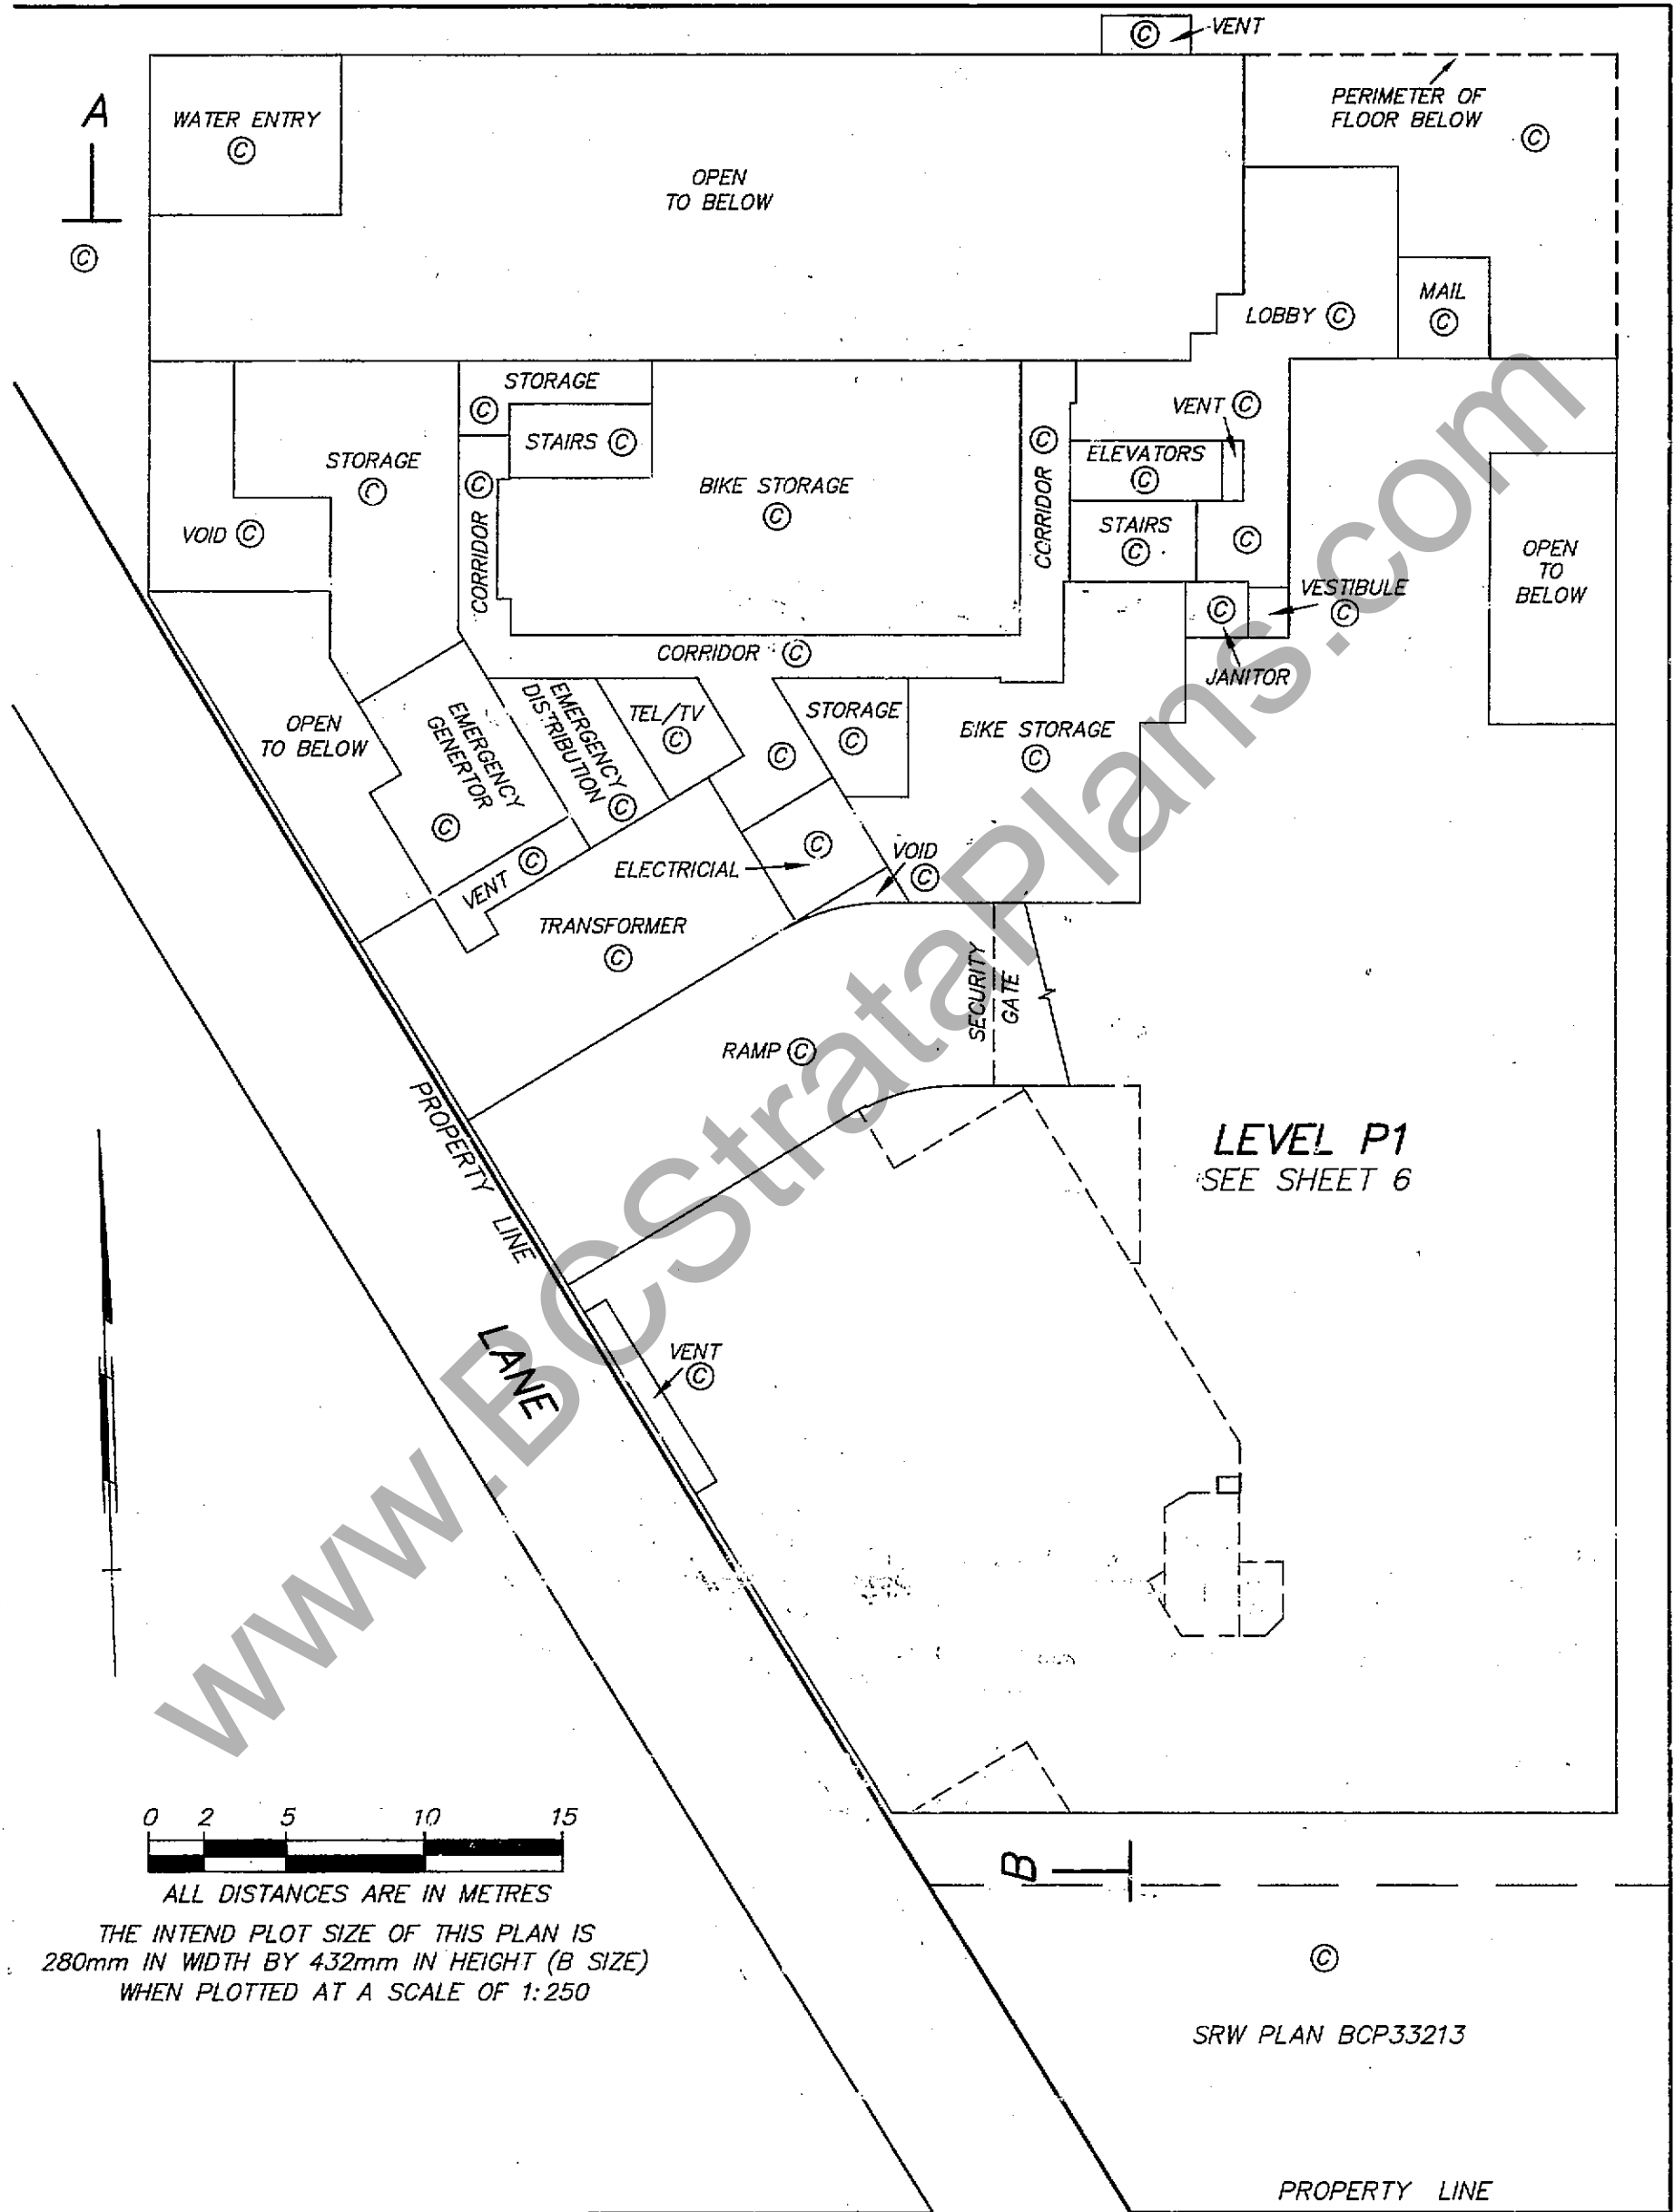 VENT
©
A
WATER ENTRY
©
PERIMETER OF
FLOOR BELOW
©
OPEN
TO BELOW
©
MAIL
©
LOBBY ©
STORAGE
©
STAIRS ©
VENT ©
STORAGE
©
CORRIDOR ©
BIKE STORAGE
©
CORRIDOR ©
ELEVATORS
©
STAIRS
©
©
VOID ©
OPEN
TO
BELOW
VESTIBULE
©
©
JANITOR
CORRIDOR ©
OPEN
TO BELOW
EMERGENCY
GENERTOR
©
EMERGENCY
DISTRIBUTION ©
TEL/TV
©
©
STORAGE
©
BIKE STORAGE
©
VENT ©
ELECTRICIAL
©
VOID
©
TRANSFORMER
©
SECURITY
GATE
RAMP ©
PROPERTY LINE
LEVEL P1
SEE SHEET 6
LANE
VENT
©
www.BCStrataPlans.com
0 2 5 10 15
ALL DISTANCES ARE IN METRES
THE INTEND PLOT SIZE OF THIS PLAN IS
280mm IN WIDTH BY 432mm IN HEIGHT (B SIZE)
WHEN PLOTTED AT A SCALE OF 1:250
B
©
SRW PLAN BCP33213
PROPERTY LINE